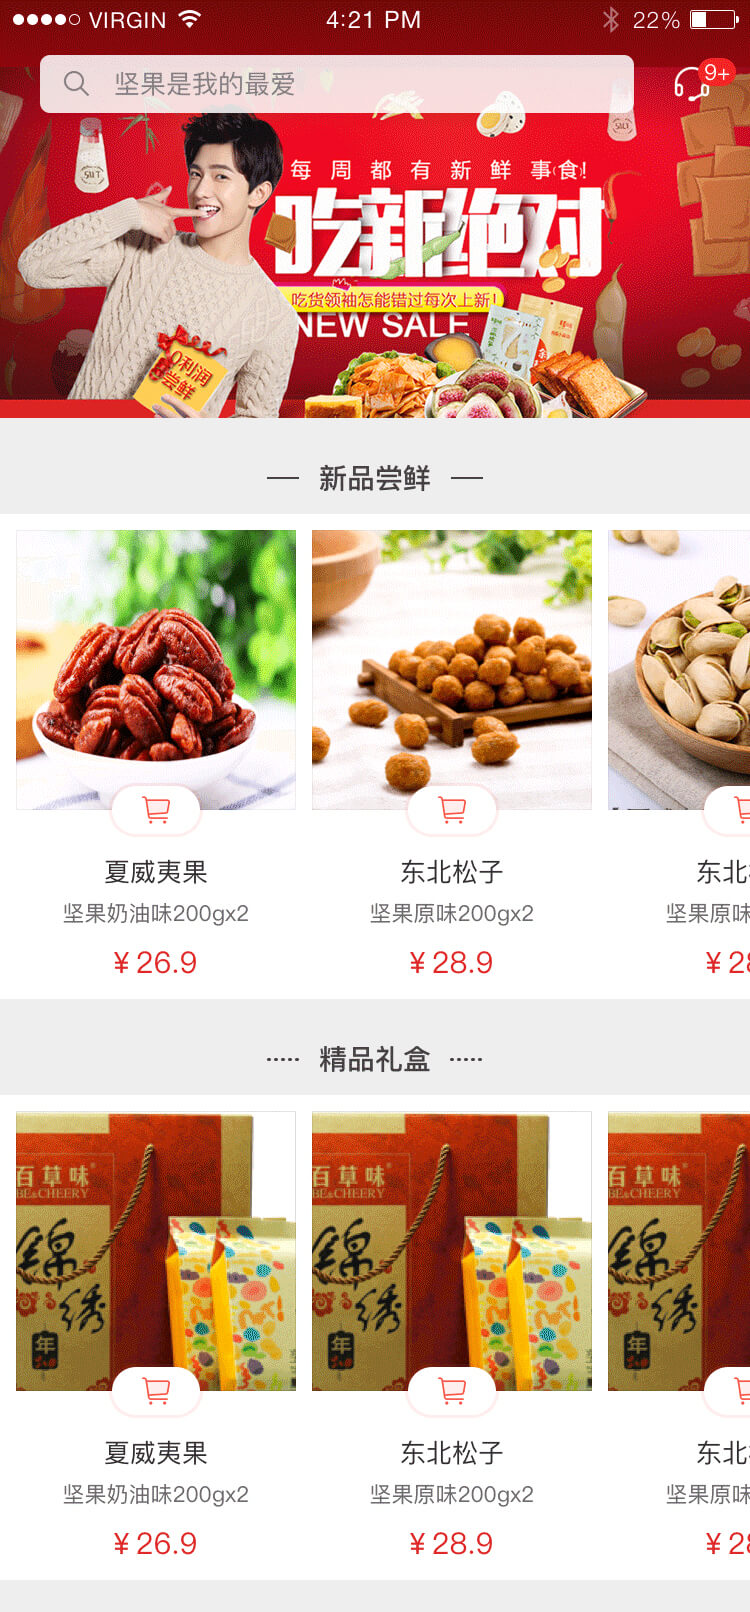 VIRGIN 4:21 PM 22%
坚果是我的最爱
9+
SALT
SALT
每周都有新鲜事(食)!
吃新绝对
吃货领袖怎能错过每次上新!
NEW SALE
0利润
尝鲜
新品尝鲜
夏威夷果
坚果奶油味200gx2
¥26.9
东北松子
坚果原味200gx2
¥28.9
东北
坚果原味
¥28
精品礼盒
百草味
BE&CHEERY
锦绣
年
百草味
BE&CHEERY
锦绣
年
百草味
BE&CHEERY
锦绣
年
夏威夷果
坚果奶油味200gx2
¥26.9
东北松子
坚果原味200gx2
¥28.9
东北
坚果原味
¥28